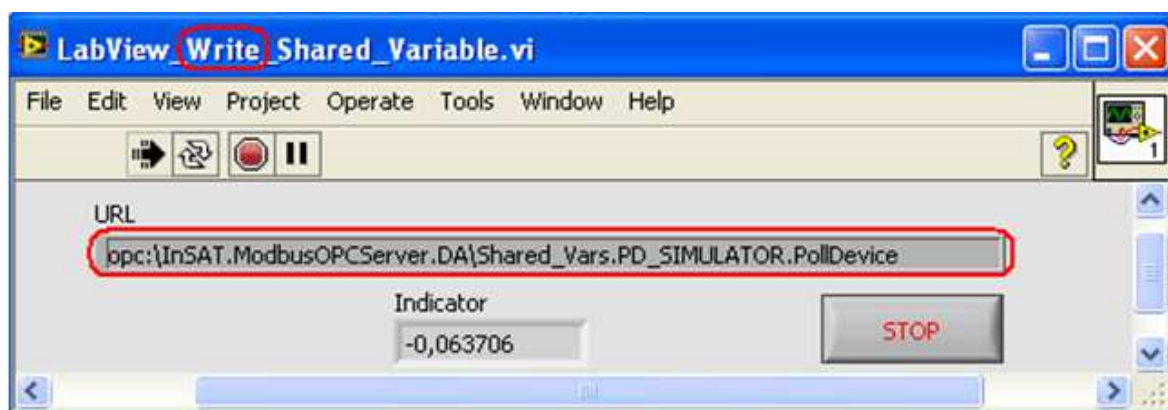 LabView_Write_Shared_Variable.vi
File Edit View Project Operate Tools Window Help
1
URL
opc:\InSAT.ModbusOPCServer.DA\Shared_Vars.PD_SIMULATOR.PollDevice
Indicator
-0,063706
STOP